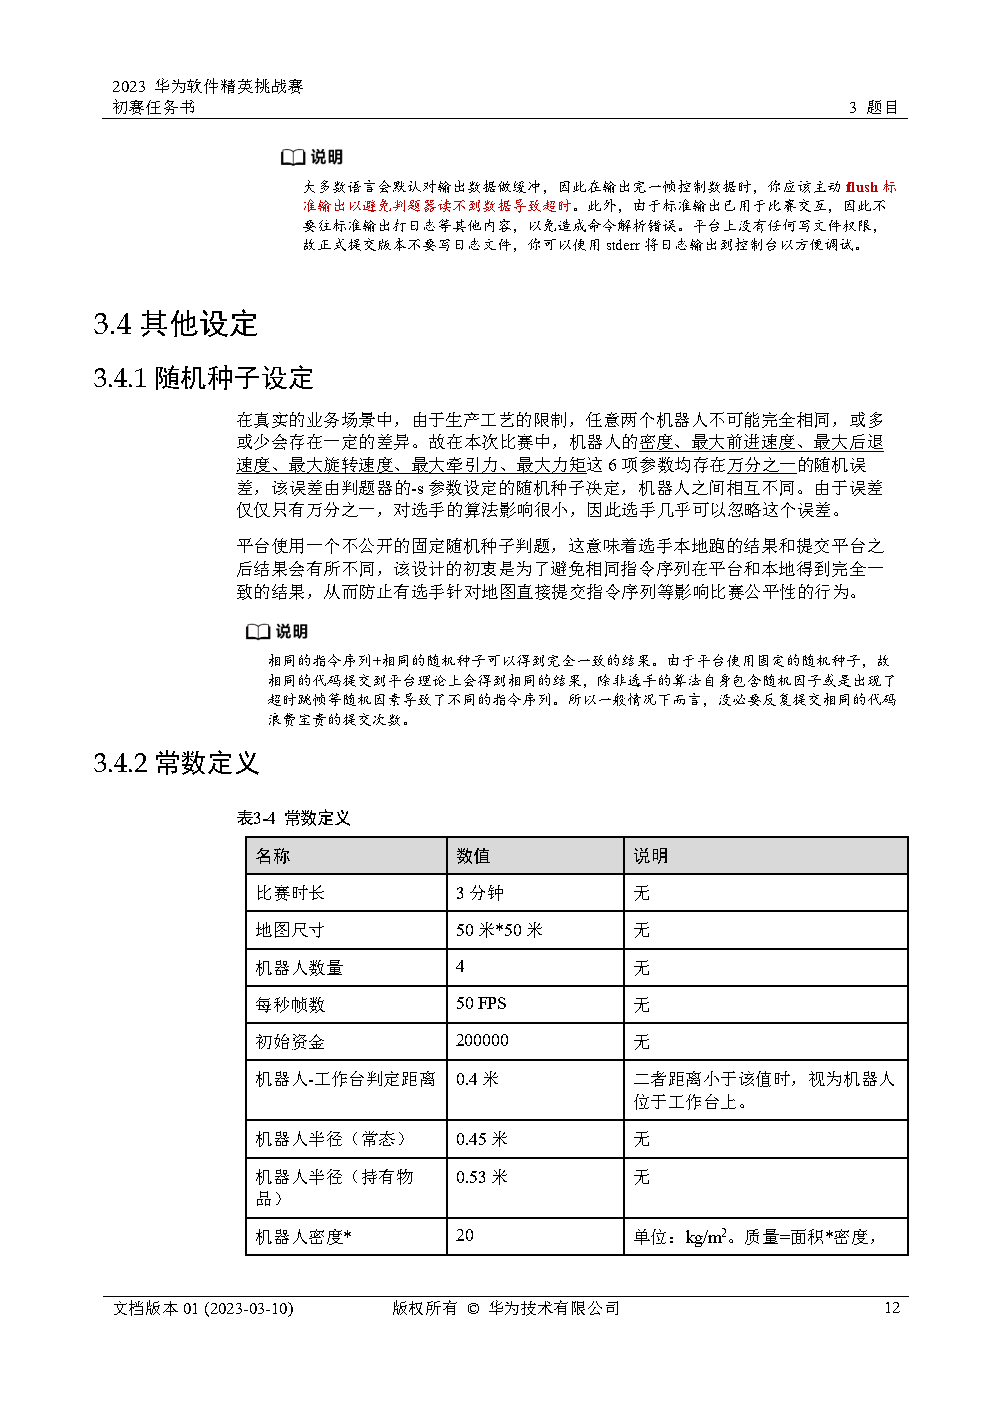 2023 华为软件精英挑战赛
初赛任务书 3 题目
说明
大多数语言会默认对输出数据做缓冲，因此在输出完一帧控制数据时，你应该主动 flush 标
准输出以避免判题器读不到数据导致超时。此外，由于标准输出已用于比赛交互，因此不
要往标准输出打日志等其他内容，以免造成命令解析错误。平台上没有任何写文件权限，
故正式提交版本不要写日志文件，你可以使用 stderr 将日志输出到控制台以方便调试。
3.4 其他设定
3.4.1 随机种子设定
在真实的业务场景中，由于生产工艺的限制，任意两个机器人不可能完全相同，或多
或少会存在一定的差异。故在本次比赛中，机器人的密度、最大前进速度、最大后退
速度、最大旋转速度、最大牵引力、最大力矩这 6 项参数均存在万分之一的随机误
差，该误差由判题器的-s 参数设定的随机种子决定，机器人之间相互不同。由于误差
仅仅只有万分之一，对选手的算法影响很小，因此选手几乎可以忽略这个误差。
平台使用一个不公开的固定随机种子判题，这意味着选手本地跑的结果和提交平台之
后结果会有所不同，该设计的初衷是为了避免相同指令序列在平台和本地得到完全一
致的结果，从而防止有选手针对地图直接提交指令序列等影响比赛公平性的行为。
说明
相同的指令序列+相同的随机种子可以得到完全一致的结果。由于平台使用固定的随机种子，故
相同的代码提交到平台理论上会得到相同的结果，除非选手的算法自身包含随机因子或是出现了
超时跳帧等随机因素导致了不同的指令序列。所以一般情况下而言，没必要反复提交相同的代码
浪费宝贵的提交次数。
3.4.2 常数定义
表3-4 常数定义
名称 数值 说明
比赛时长 3 分钟 无
地图尺寸 50 米*50 米 无
机器人数量 4 无
每秒帧数 50 FPS 无
初始资金 200000 无
机器人-工作台判定距离 0.4 米 二者距离小于该值时，视为机器人
位于工作台上。
机器人半径（常态） 0.45 米 无
机器人半径（持有物 0.53 米 无
品）
机器人密度* 20 单位：kg/m²。质量=面积*密度，
文档版本 01 (2023-03-10) 版权所有 © 华为技术有限公司 12